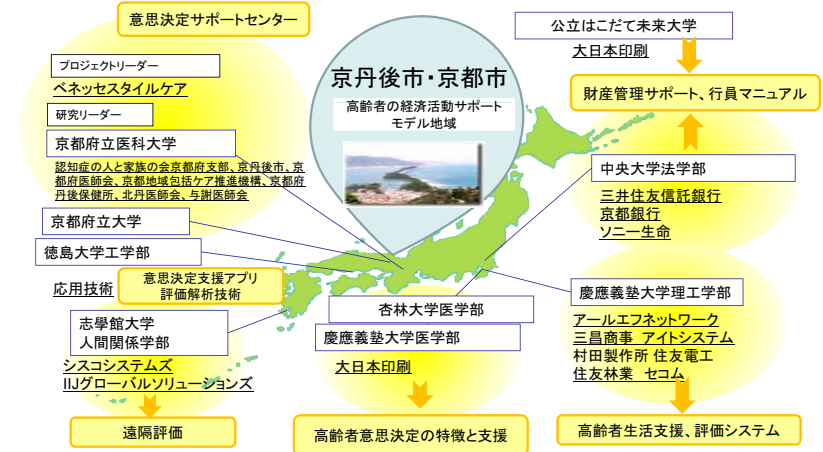 意思決定サポートセンター
プロジェクトリーダー
ベネッセスタイルケア
研究リーダー
京都府立医科大学
認知症の人と家族の会京都府支部、京丹後市、京
都府医師会、京都地域包括ケア推進機構、京都府
丹後保健所、北丹医師会、与謝医師会
京都府立大学
徳島大学工学部
応用技術
意思決定支援アプリ
評価解析技術
志學館大学
人間関係学部
シスコシステムズ
IIJグローバルソリューションズ
遠隔評価
京丹後市・京都市
高齢者の経済活動サポート
モデル地域
杏林大学医学部
慶應義塾大学医学部
大日本印刷
高齢者意思決定の特徴と支援
公立はこだて未来大学
大日本印刷
財産管理サポート、行員マニュアル
中央大学法学部
三井住友信託銀行
京都銀行
ソニー生命
慶應義塾大学理工学部
アールエフネットワーク
三昌商事 アイトシステム
村田製作所 住友電工
住友林業 セコム
高齢者生活支援、評価システム